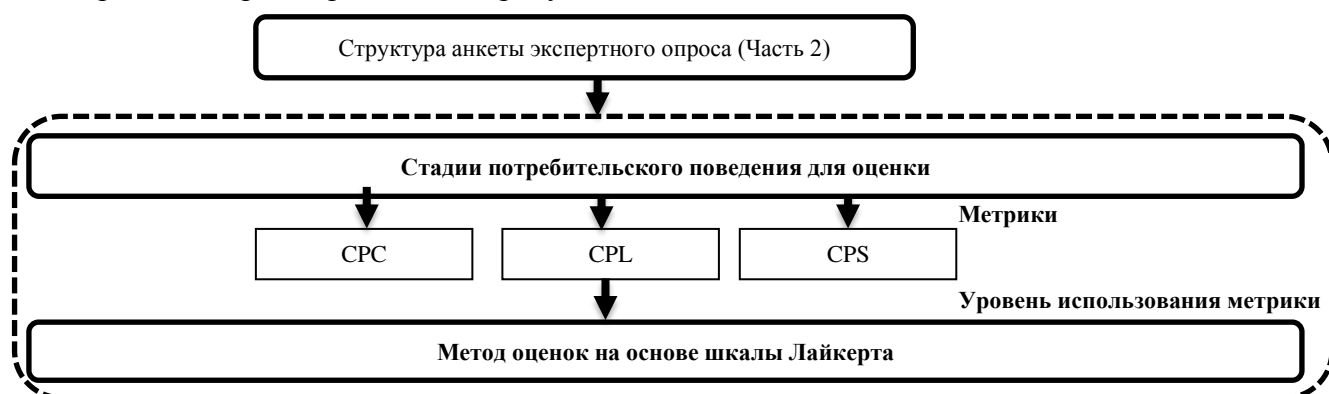 Структура анкеты экспертного опроса (Часть 2)
Стадии потребительского поведения для оценки
Метрики
CPC
CPL
CPS
Уровень использования метрики
Метод оценок на основе шкалы Лайкерта